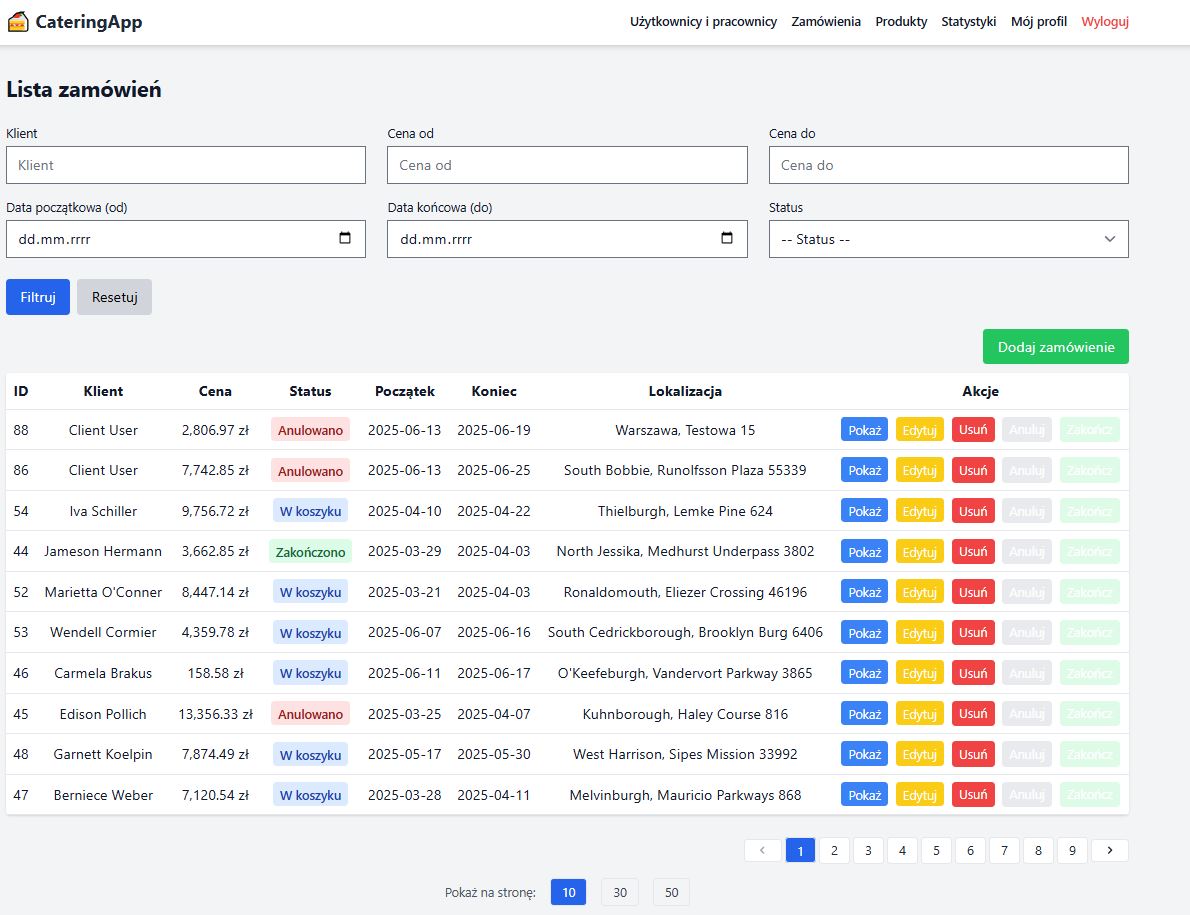 CateringApp Użytkownicy i pracownicy Zamówienia Produkty Statystyki Mój profil Wyloguj
Lista zamówień
Klient Cena od Cena do
Klient Cena od Cena do
Data początkowa (od) Data końcowa (do) Status
dd.mm.rrrr dd.mm.rrrr -- Status --
Filtruj Resetuj
Dodaj zamówienie
ID Klient Cena Status Początek Koniec Lokalizacja Akcje
88 Client User 2,806.97 zł Anulowano 2025-06-13 2025-06-19 Warszawa, Testowa 15 Pokaż Edytuj Usuń Anuluj Zakończ
86 Client User 7,742.85 zł Anulowano 2025-06-13 2025-06-25 South Bobbie, Runolfsson Plaza 55339 Pokaż Edytuj Usuń Anuluj Zakończ
54 Iva Schiller 9,756.72 zł W koszyku 2025-04-10 2025-04-22 Thielburgh, Lemke Pine 624 Pokaż Edytuj Usuń Anuluj Zakończ
44 Jameson Hermann 3,662.85 zł Zakończono 2025-03-29 2025-04-03 North Jessika, Medhurst Underpass 3802 Pokaż Edytuj Usuń Anuluj Zakończ
52 Marietta O'Conner 8,447.14 zł W koszyku 2025-03-21 2025-04-03 Ronaldomouth, Eliezer Crossing 46196 Pokaż Edytuj Usuń Anuluj Zakończ
53 Wendell Cormier 4,359.78 zł W koszyku 2025-06-07 2025-06-16 South Cedrickborough, Brooklyn Burg 6406 Pokaż Edytuj Usuń Anuluj Zakończ
46 Carmela Brakus 158.58 zł W koszyku 2025-06-11 2025-06-17 O'Keefeburgh, Vandervort Parkway 3865 Pokaż Edytuj Usuń Anuluj Zakończ
45 Edison Pollich 13,356.33 zł Anulowano 2025-03-25 2025-04-07 Kuhnborough, Haley Course 816 Pokaż Edytuj Usuń Anuluj Zakończ
48 Garnett Koelpin 7,874.49 zł W koszyku 2025-05-17 2025-05-30 West Harrison, Sipes Mission 33992 Pokaż Edytuj Usuń Anuluj Zakończ
47 Berniece Weber 7,120.54 zł W koszyku 2025-03-28 2025-04-11 Melvinburgh, Mauricio Parkways 868 Pokaż Edytuj Usuń Anuluj Zakończ
1 2 3 4 5 6 7 8 9
Pokaż na stronę: 10 30 50